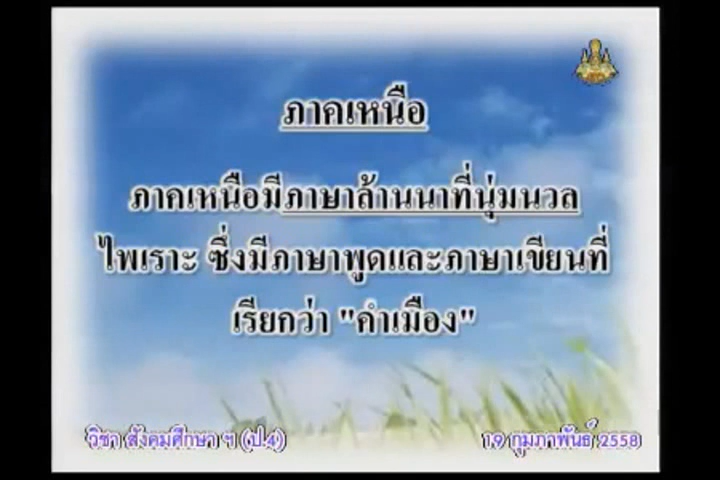 ภาคเหนือ
ภาคเหนือมีภาษาล้านนาที่นุ่มนวล
ไพเราะ ซึ่งมีภาษาพูดและภาษาเขียนที่
เรียกว่า "คำเมือง"
วิชา สังคมศึกษา ฯ (ป.4)
19 กุมภาพันธ์ 2558